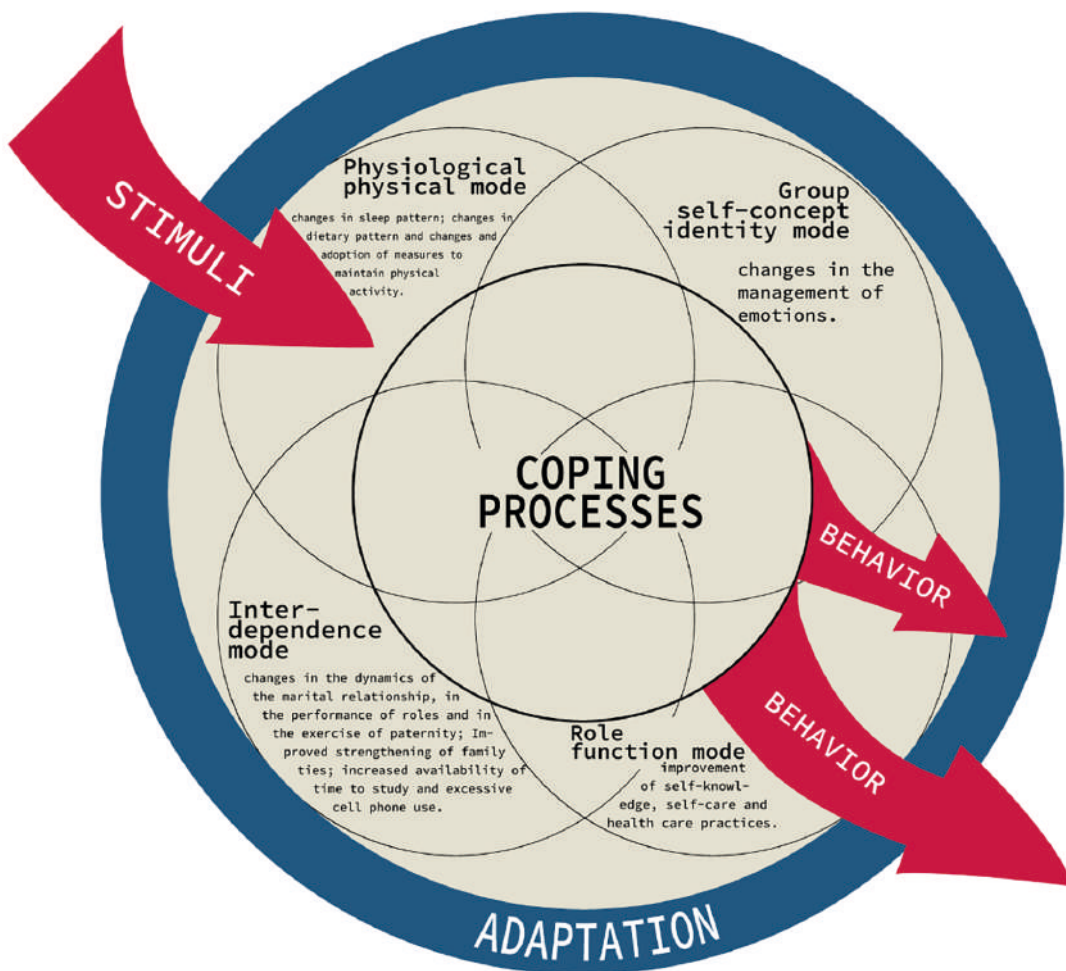 STIMULI
Physiological
physical mode
changes in sleep pattern; changes in
dietary pattern and changes and
adoption of measures to
maintain physical
activity.
Group
self-concept
identity mode
changes in the
management of
emotions.
COPING
PROCESSES
BEHAVIOR
BEHAVIOR
Inter-
dependence
mode
changes in the dynamics of
the marital relationship, in
the performance of roles and in
the exercise of paternity; Im-
proved strengthening of family
ties; increased availability of
time to study and excessive
cell phone use.
Role
function mode
improvement
of self-knowl-
edge, self-care and
health care practices.
ADAPTATION